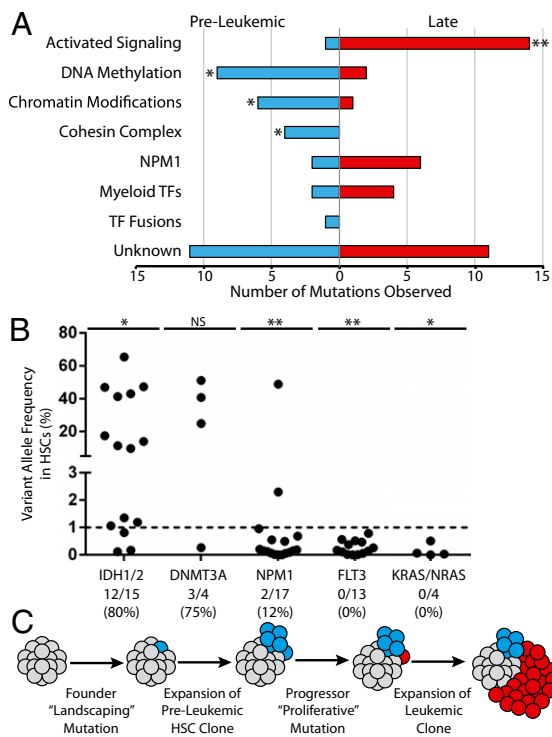 A
Pre-Leukemic
Late
Activated Signaling
**
DNA Methylation
*
Chromatin Modifications
*
Cohesin Complex
*
NPM1
Myeloid TFs
TF Fusions
Unknown
15 10 5 0 5 10 15
Number of Mutations Observed
B
* NS ** ** *
Variant Allele Frequency
in HSCs (%)
80
60
40
20
3
2
1
0
IDH1/2 DNMT3A NPM1 FLT3 KRAS/NRAS
12/15 3/4 2/17 0/13 0/4
(80%) (75%) (12%) (0%) (0%)
C
Founder
"Landscaping"
Mutation
Expansion of
Pre-Leukemic
HSC Clone
Progressor
"Proliferative"
Mutation
Expansion of
Leukemic
Clone